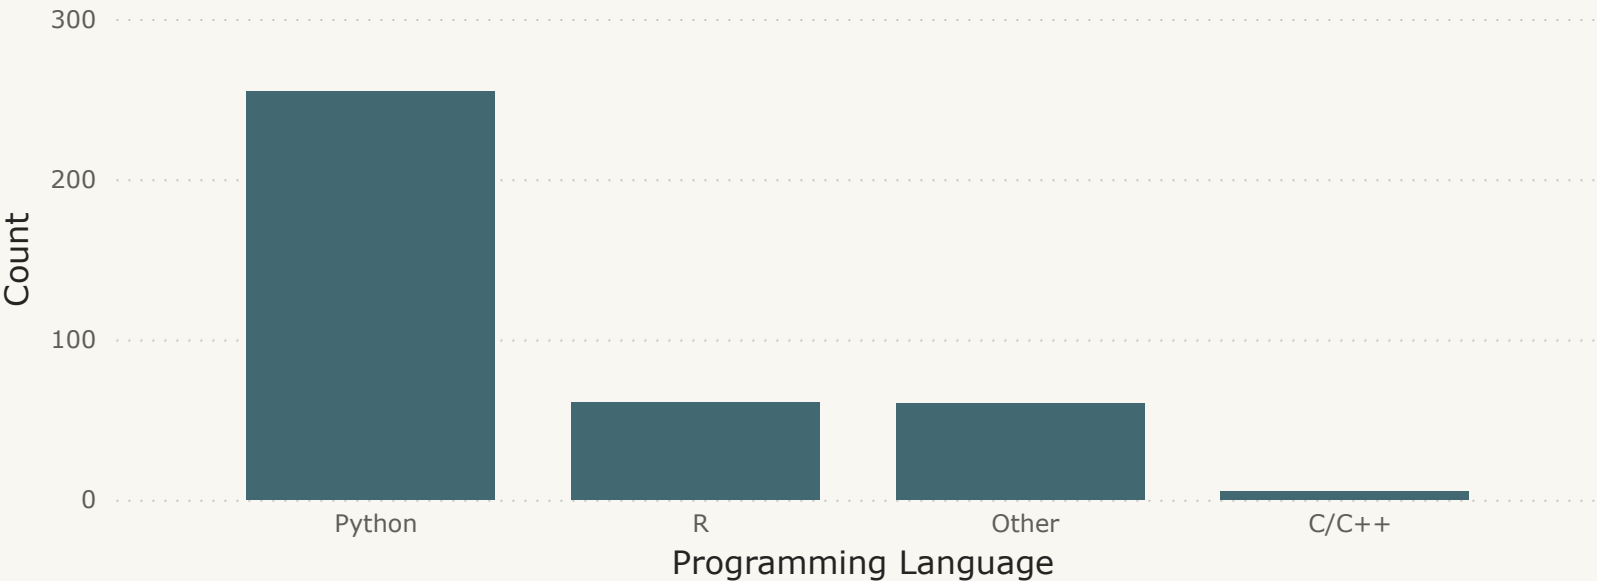 300
200
100
0
Count
Python
R
Other
C/C++
Programming Language